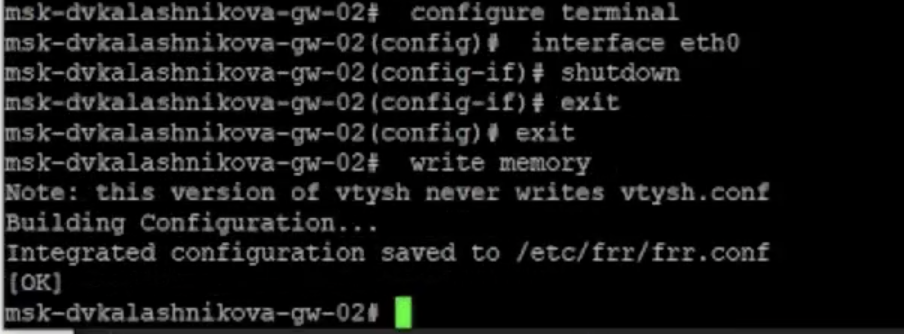 msk-dvkalashnikova-gw-02#  configure terminal
msk-dvkalashnikova-gw-02(config)#  interface eth0
msk-dvkalashnikova-gw-02(config-if)# shutdown
msk-dvkalashnikova-gw-02(config-if)# exit
msk-dvkalashnikova-gw-02(config)# exit
msk-dvkalashnikova-gw-02#  write memory
Note: this version of vtysh never writes vtysh.conf
Building Configuration...
Integrated configuration saved to /etc/frr/frr.conf
[OK]
msk-dvkalashnikova-gw-02#